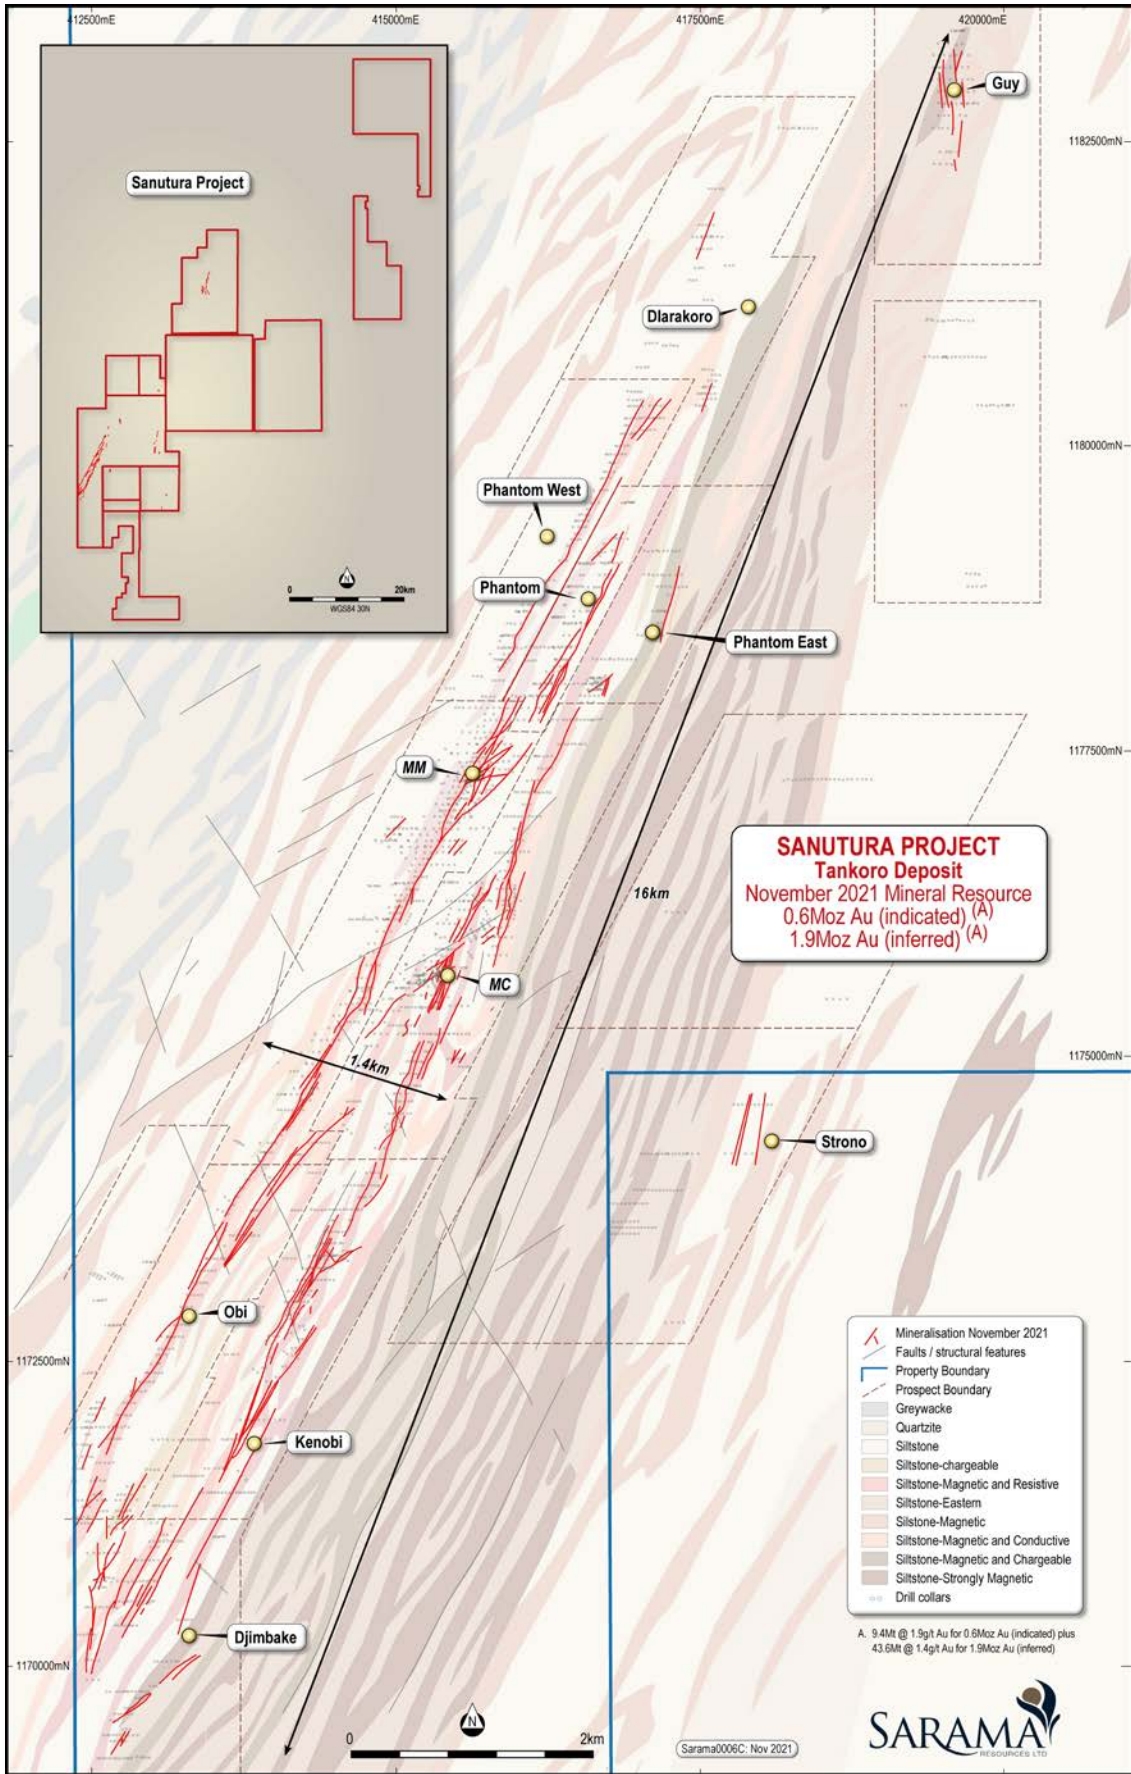 412500mE
415000mE
417500mE
420000mE
Guy
1182500mN
Sanutura Project
Dlarakoro
1180000mN
Phantom West
Phantom
Phantom East
0
20km
N
WGS84 30N
MM
1177500mN
SANUTURA PROJECT
Tankoro Deposit
November 2021 Mineral Resource
0.6Moz Au (indicated) (A)
1.9Moz Au (inferred) (A)
16km
MC
1.4km
1175000mN
Strono
Obi
1172500mN
Kenobi
Mineralisation November 2021
Faults / structural features
Property Boundary
Prospect Boundary
Greywacke
Quartzite
Siltstone
Siltstone-chargeable
Siltstone-Magnetic and Resistive
Siltstone-Eastern
Silstone-Magnetic
Siltstone-Magnetic and Conductive
Siltstone-Magnetic and Chargeable
Siltstone-Strongly Magnetic
Drill collars
A. 9.4Mt @ 1.9g/t Au for 0.6Moz Au (indicated) plus
43.6Mt @ 1.4g/t Au for 1.9Moz Au (inferred)
Djimbake
1170000mN
N
0
2km
Sarama0006C: Nov 2021
SARAMA
RESOURCES LTD